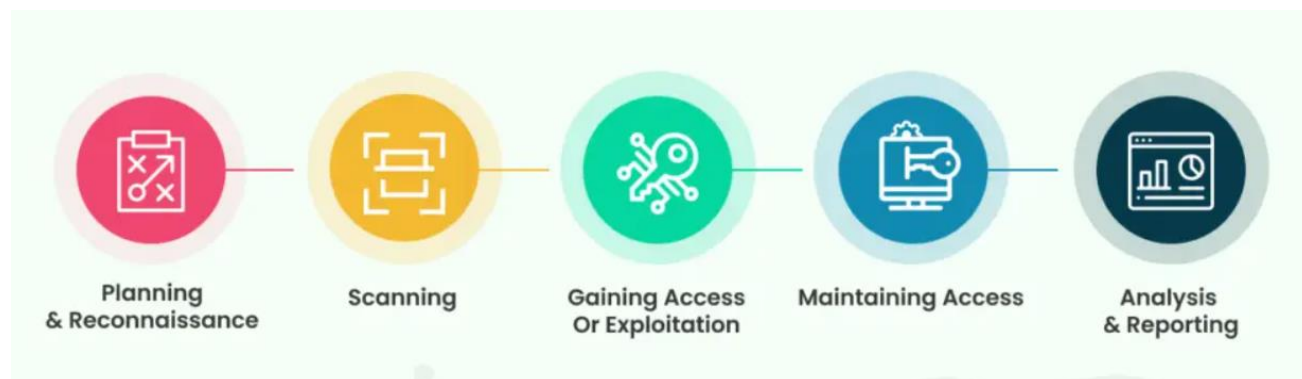 Planning
& Reconnaissance
Scanning
Gaining Access
Or Exploitation
Maintaining Access
Analysis
& Reporting